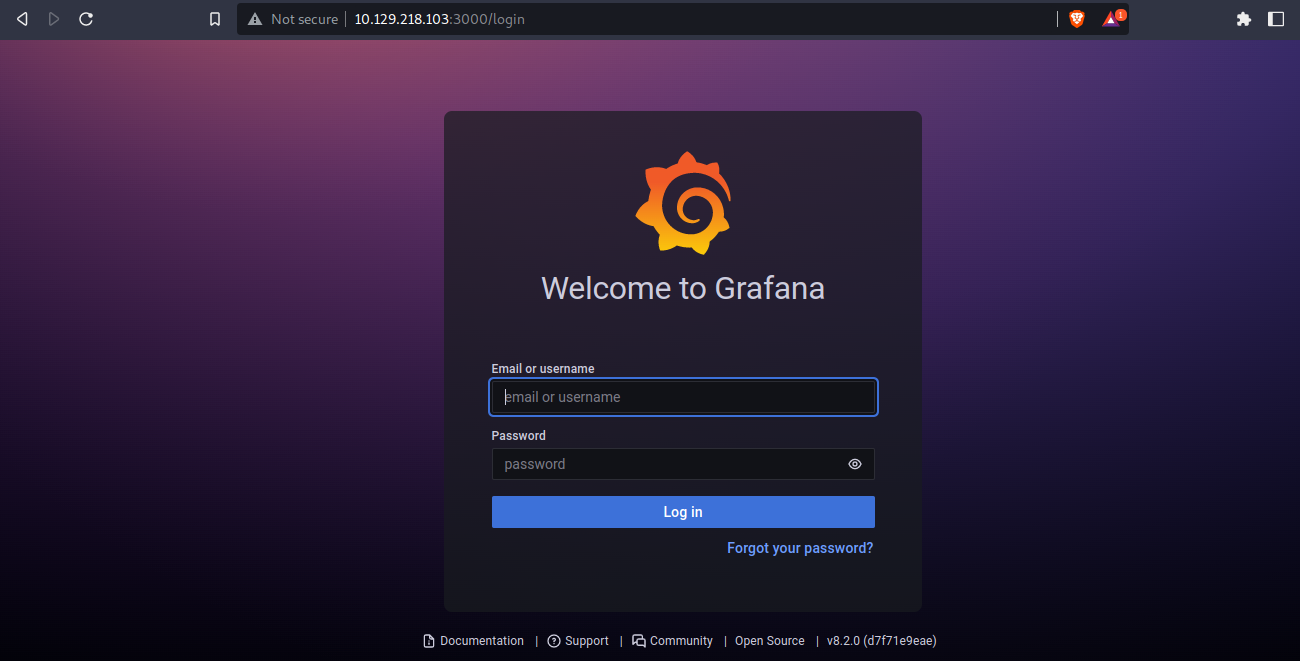 Not secure 10.129.218.103:3000/login 1
Welcome to Grafana
Email or username
email or username
Password
password
Log in
Forgot your password?
Documentation | Support | Community | Open Source | v8.2.0 (d7f71e9eae)